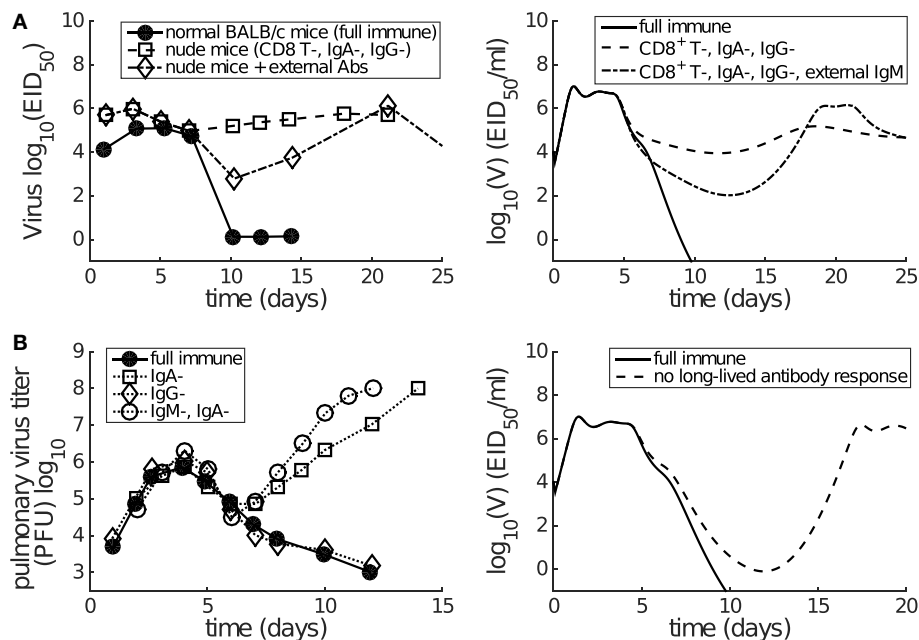 A
Virus log10(EID50)
10
8
6
4
2
0
normal BALB/c mice (full immune)
nude mice (CD8 T-, IgA-, IgG-)
nude mice +external Abs
0 5 10 15 20 25
time (days)
log10(V) (EID50/ml)
10
8
6
4
2
0
full immune
CD8+ T-, IgA-, IgG-
CD8+ T-, IgA-, IgG-, external IgM
0 5 10 15 20 25
time (days)
B
pulmonary virus titer
(PFU) log10
9
8
7
6
5
4
3
full immune
IgA-
IgG-
IgM-, IgA-
0 5 10 15
time (days)
log10(V) (EID50/ml)
10
8
6
4
2
0
full immune
no long-lived antibody response
0 5 10 15 20
time (days)